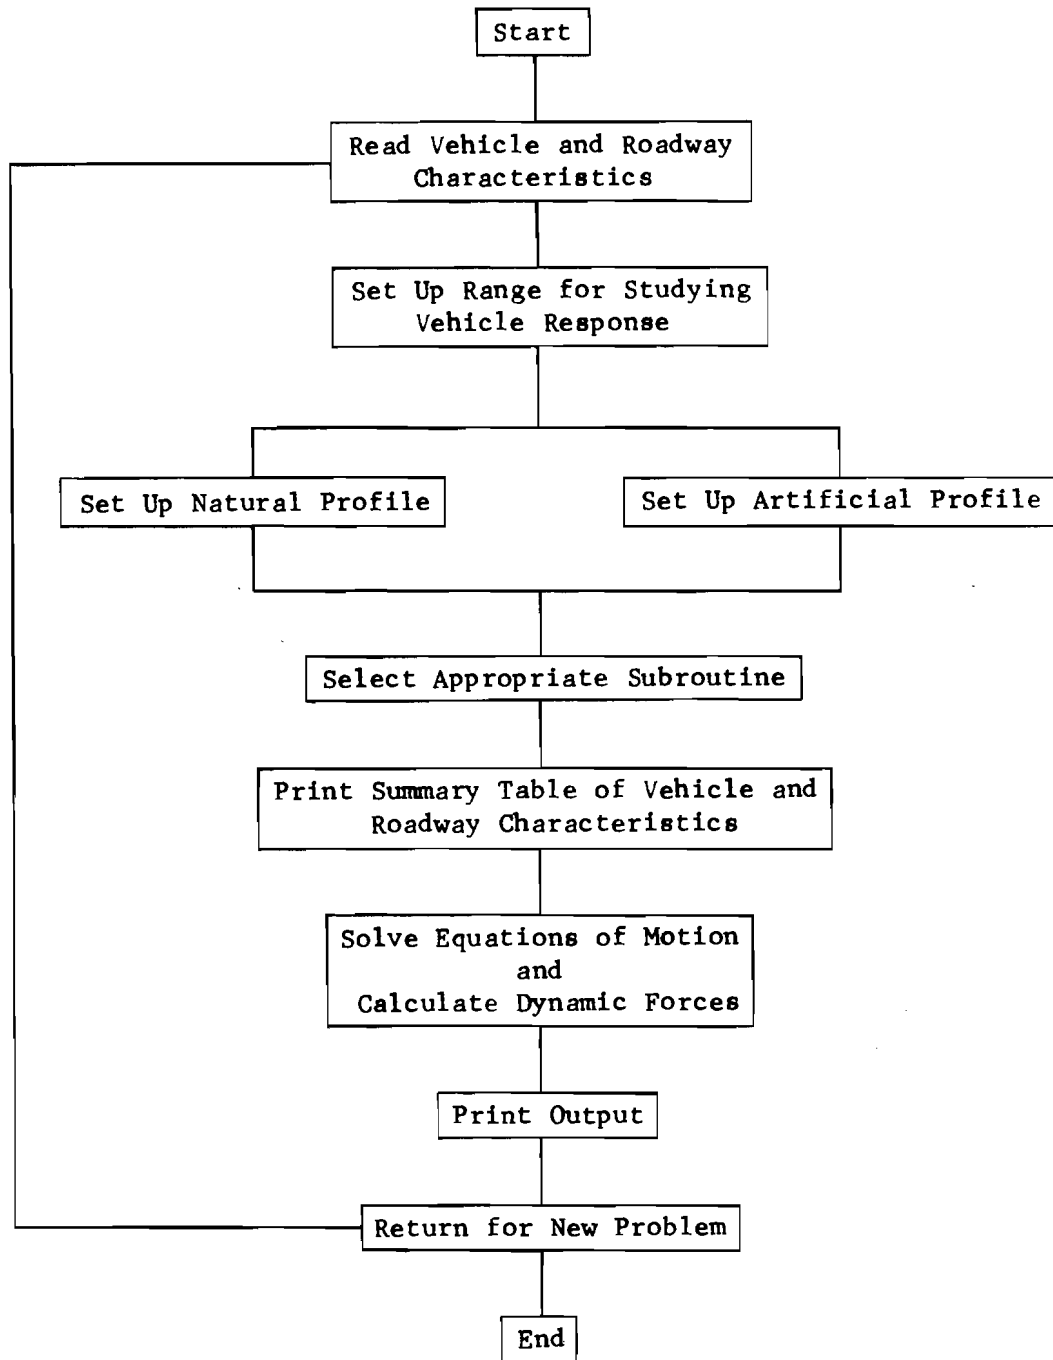 Start
Read Vehicle and Roadway
Characteristics
Set Up Range for Studying
Vehicle Response
Set Up Natural Profile
Set Up Artificial Profile
Select Appropriate Subroutine
Print Summary Table of Vehicle and
Roadway Characteristics
Solve Equations of Motion
and
Calculate Dynamic Forces
Print Output
Return for New Problem
End